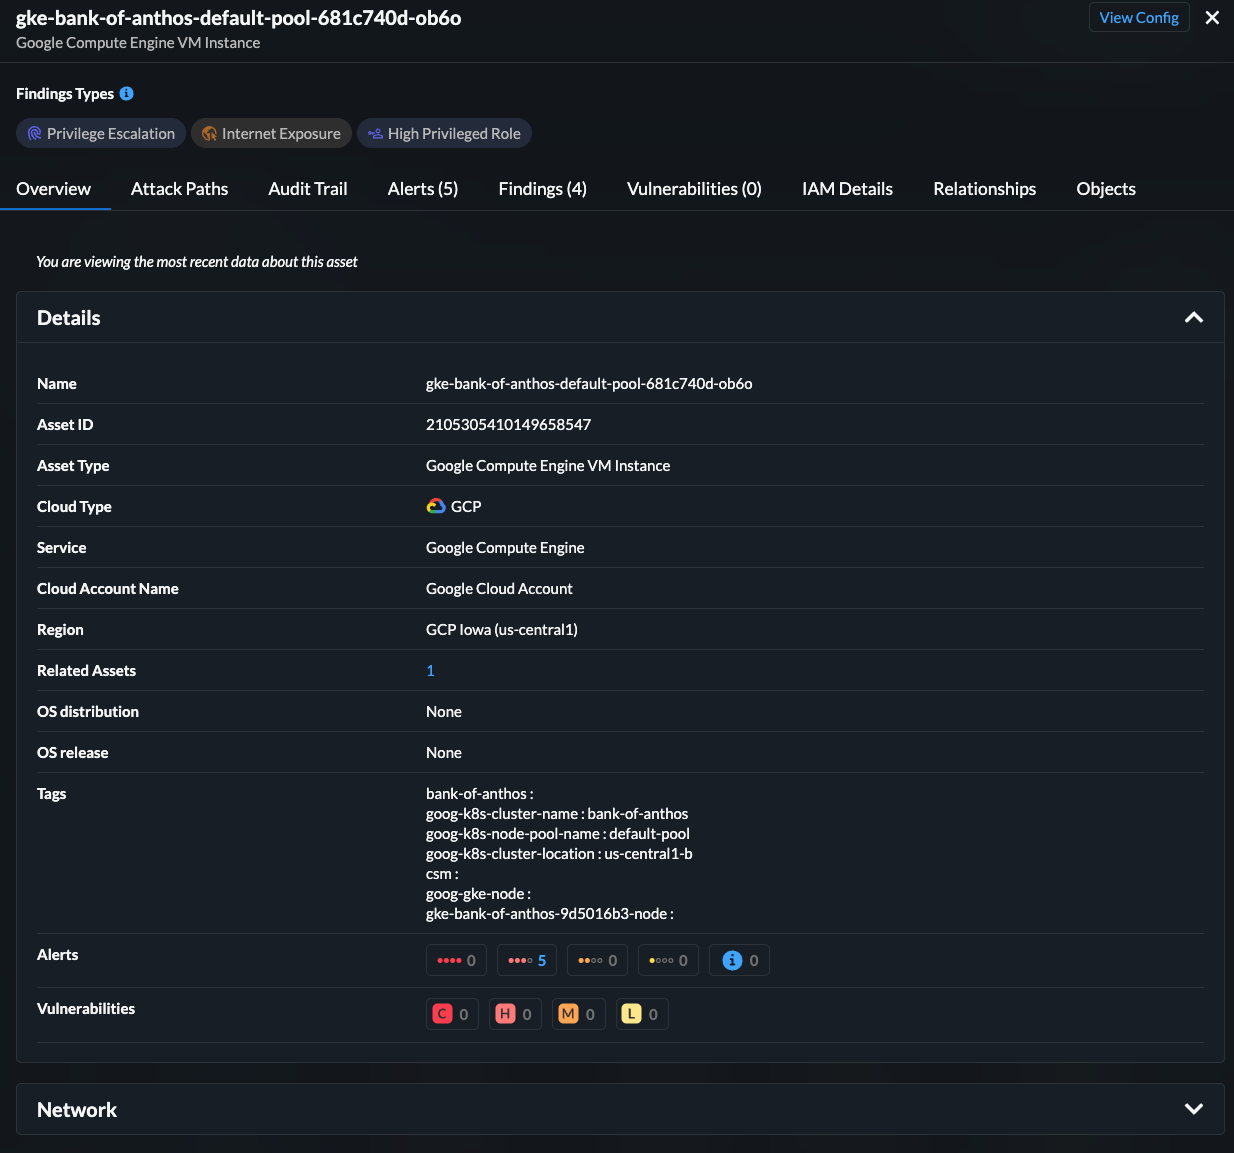 gke-bank-of-anthos-default-pool-681c740d-ob6o
View Config
Google Compute Engine VM Instance
Findings Types
Privilege Escalation
Internet Exposure
High Privileged Role
Overview Attack Paths Audit Trail Alerts (5) Findings (4) Vulnerabilities (0) IAM Details Relationships Objects
You are viewing the most recent data about this asset
Details
Name gke-bank-of-anthos-default-pool-681c740d-ob6o
Asset ID 2105305410149658547
Asset Type Google Compute Engine VM Instance
Cloud Type GCP
Service Google Compute Engine
Cloud Account Name Google Cloud Account
Region GCP Iowa (us-central1)
Related Assets 1
OS distribution None
OS release None
Tags bank-of-anthos :
goog-k8s-cluster-name : bank-of-anthos
goog-k8s-node-pool-name : default-pool
goog-k8s-cluster-location : us-central1-b
csm :
goog-gke-node :
gke-bank-of-anthos-9d5016b3-node :
Alerts 0 5 0 0 0
Vulnerabilities C 0 H 0 M 0 L 0
Network